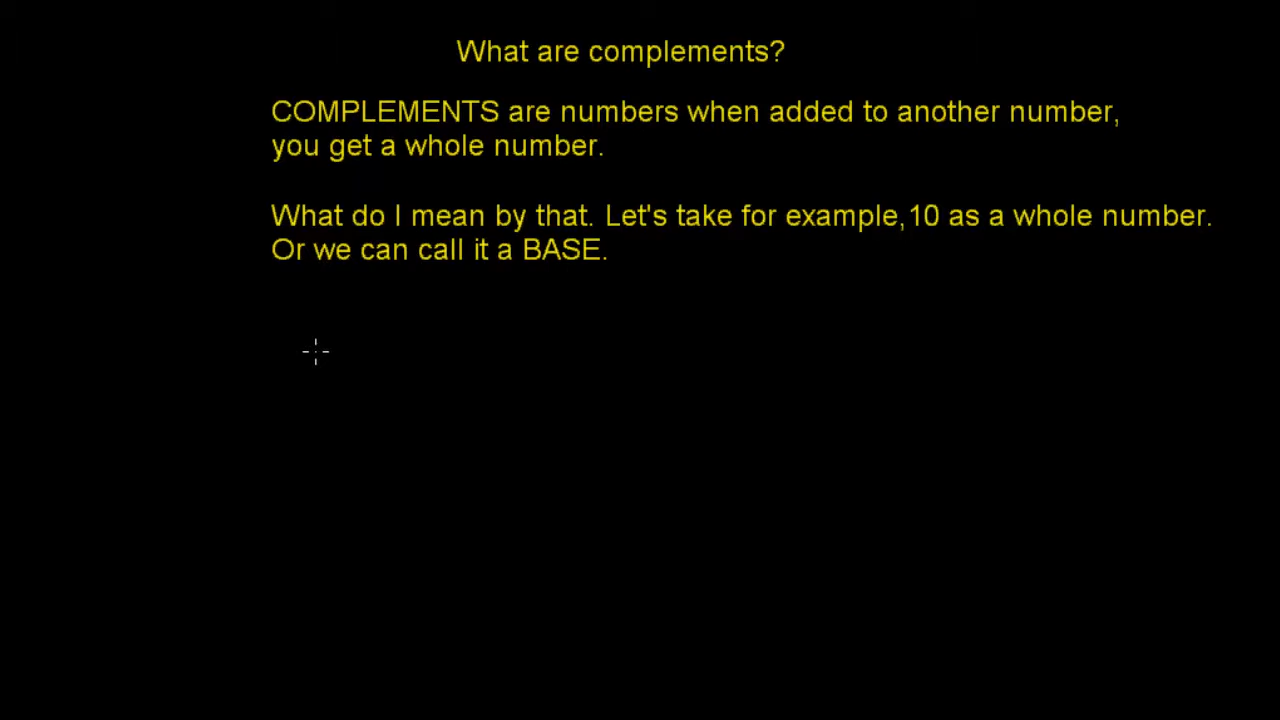 What are complements?
COMPLEMENTS are numbers when added to another number,
you get a whole number.
What do I mean by that. Let's take for example,10 as a whole number.
Or we can call it a BASE.